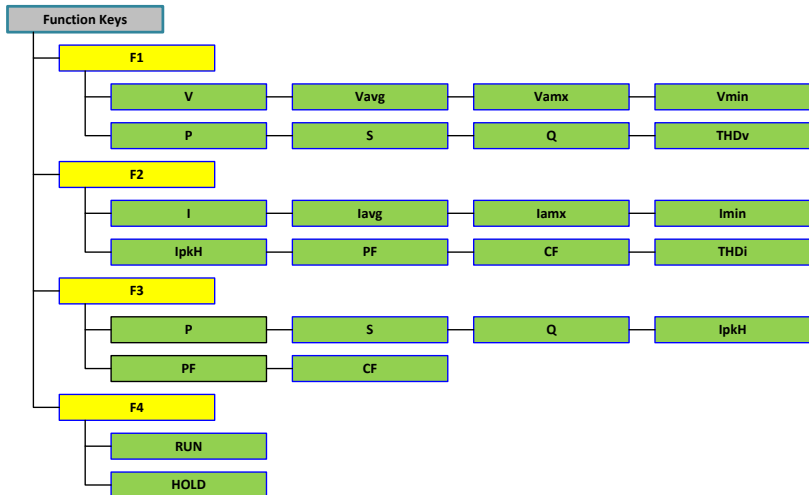 Function Keys
F1
V Vavg Vamx Vmin
P S Q THDv
F2
I Iavg Iamx Imin
IpkH PF CF THDi
F3
P S Q IpkH
PF CF
F4
RUN
HOLD